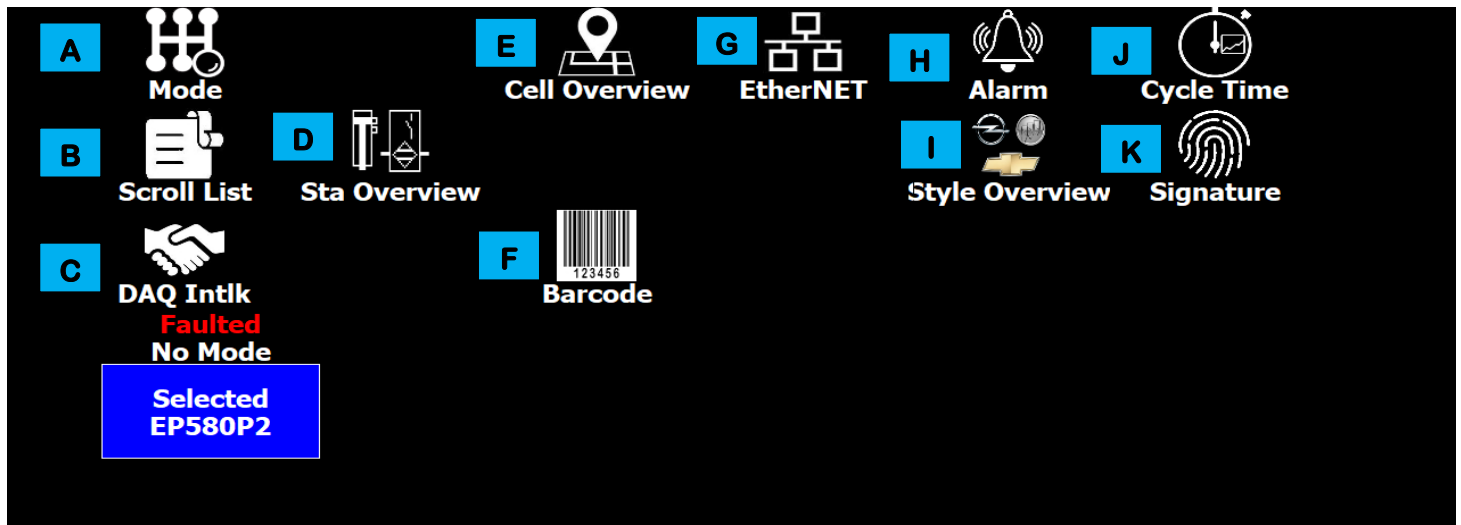 A
Mode
E
Cell Overview
G
EtherNET
H
Alarm
J
Cycle Time
B
Scroll List
D
Sta Overview
I
Style Overview
K
Signature
C
DAQ Intlk
F
123456
Barcode
Faulted
No Mode
Selected
EP580P2